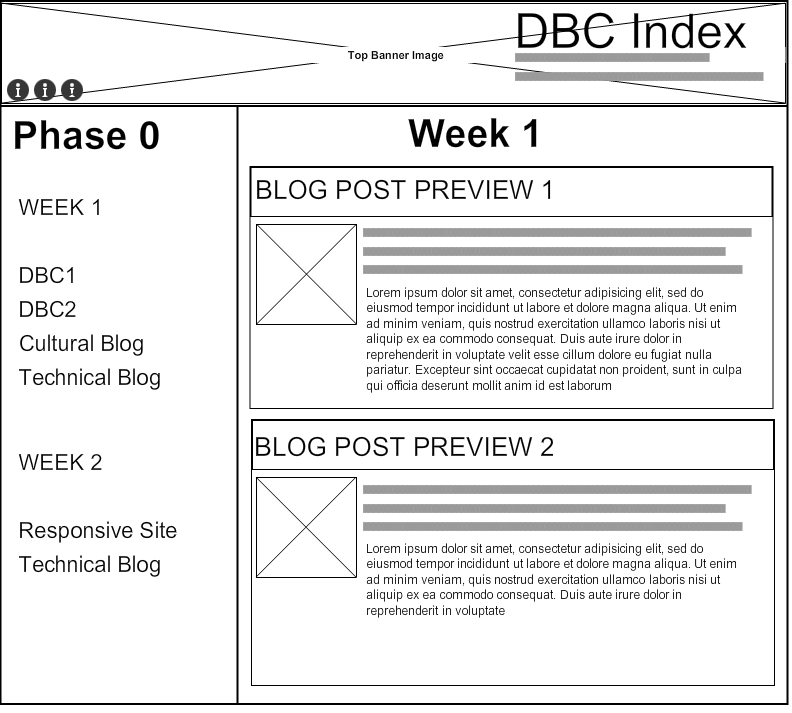 DBC Index
Top Banner Image
Phase 0
WEEK 1
DBC1
DBC2
Cultural Blog
Technical Blog
WEEK 2
Responsive Site
Technical Blog
Week 1
BLOG POST PREVIEW 1
Lorem ipsum dolor sit amet, consectetur adipisicing elit, sed do
eiusmod tempor incididunt ut labore et dolore magna aliqua. Ut enim
ad minim veniam, quis nostrud exercitation ullamco laboris nisi ut
aliquip ex ea commodo consequat. Duis aute irure dolor in
reprehenderit in voluptate velit esse cillum dolore eu fugiat nulla
pariatur. Excepteur sint occaecat cupidatat non proident, sunt in culpa
qui officia deserunt mollit anim id est laborum
BLOG POST PREVIEW 2
Lorem ipsum dolor sit amet, consectetur adipisicing elit, sed do
eiusmod tempor incididunt ut labore et dolore magna aliqua. Ut enim
ad minim veniam, quis nostrud exercitation ullamco laboris nisi ut
aliquip ex ea commodo consequat. Duis aute irure dolor in
reprehenderit in voluptate